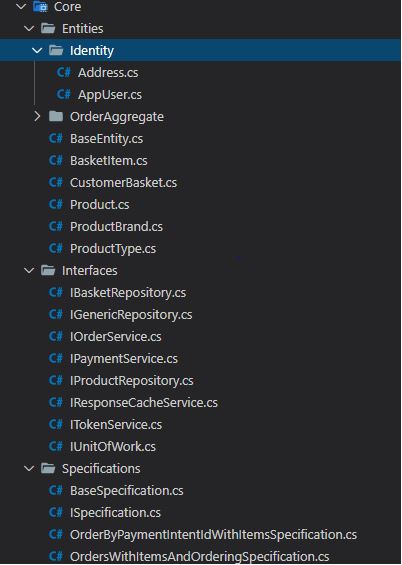 Core
Entities
Identity
C# Address.cs
C# AppUser.cs
OrderAggregate
C# BaseEntity.cs
C# BasketItem.cs
C# CustomerBasket.cs
C# Product.cs
C# ProductBrand.cs
C# ProductType.cs
Interfaces
C# IBasketRepository.cs
C# IGenericRepository.cs
C# IOrderService.cs
C# IPaymentService.cs
C# IProductRepository.cs
C# IResponseCacheService.cs
C# ITokenService.cs
C# IUnitOfWork.cs
Specifications
C# BaseSpecification.cs
C# ISpecification.cs
C# OrderByPaymentIntentIdWithItemsSpecification.cs
C# OrdersWithItemsAndOrderingSpecification.cs